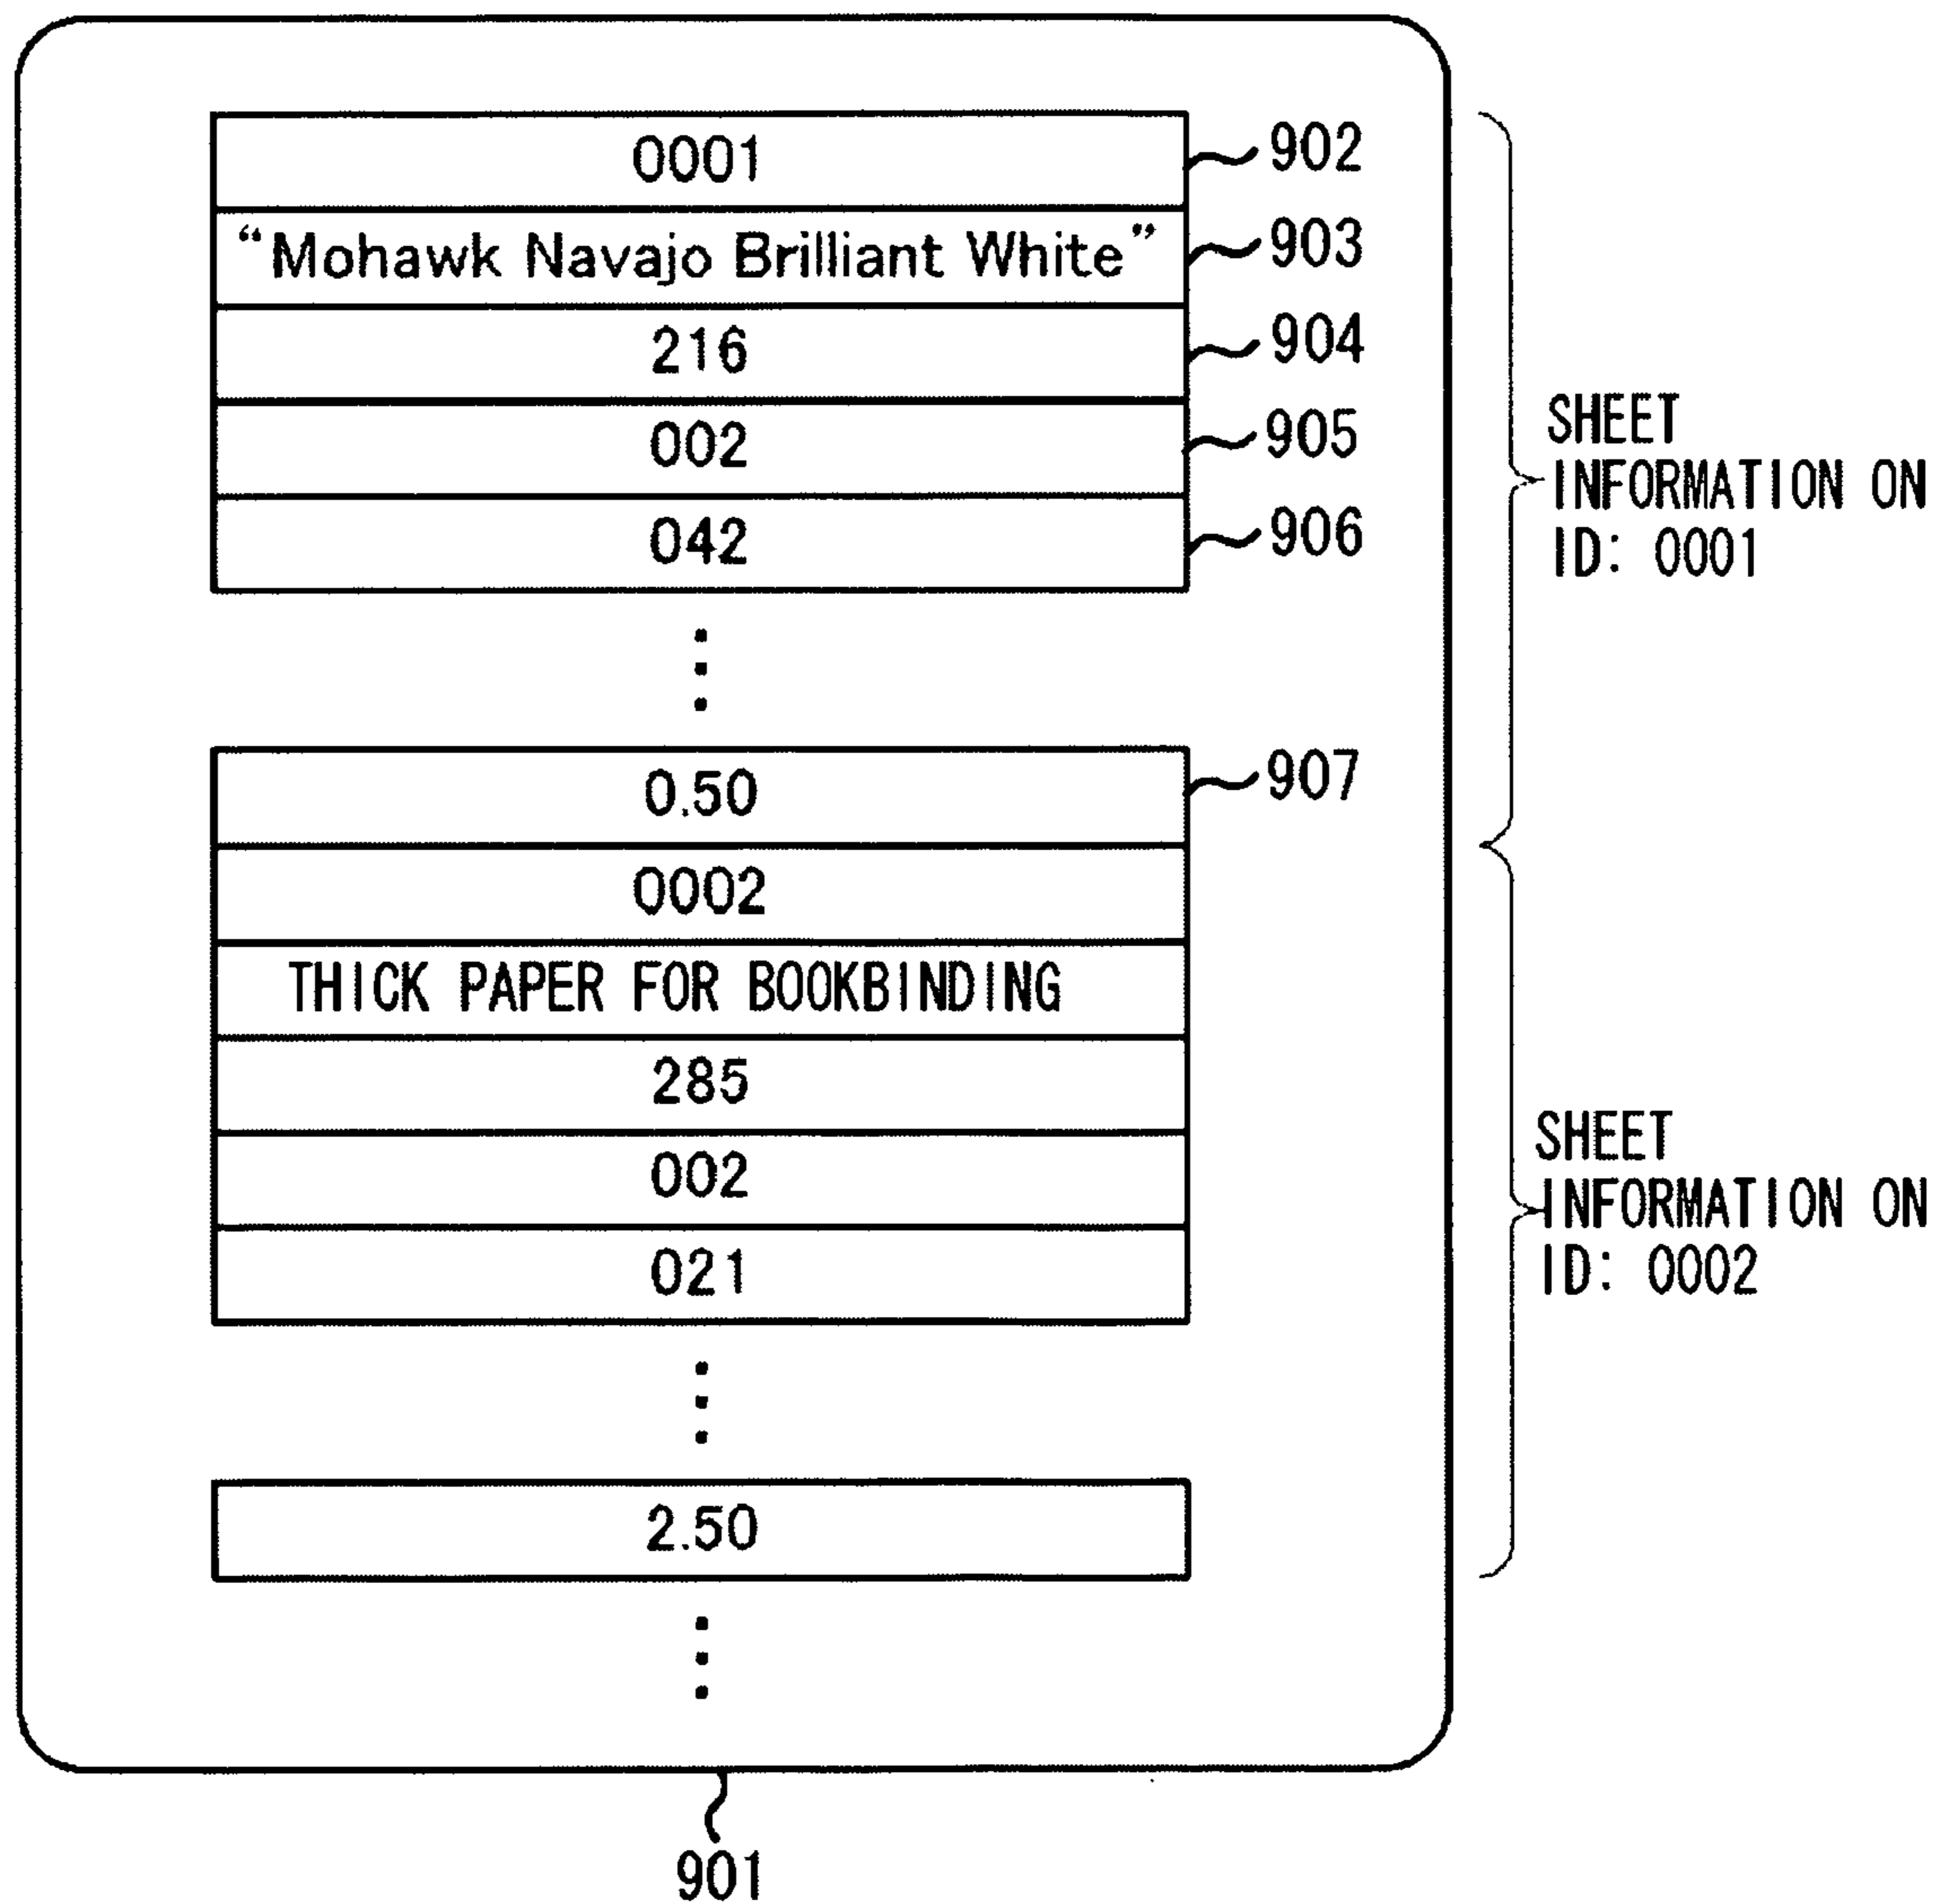 0001
902
“Mohawk Navajo Brilliant White”
903
216
904
002
905
042
906
SHEET
INFORMATION ON
ID: 0001
0.50
907
0002
THICK PAPER FOR BOOKBINDING
285
002
021
SHEET
INFORMATION ON
ID: 0002
2.50
901